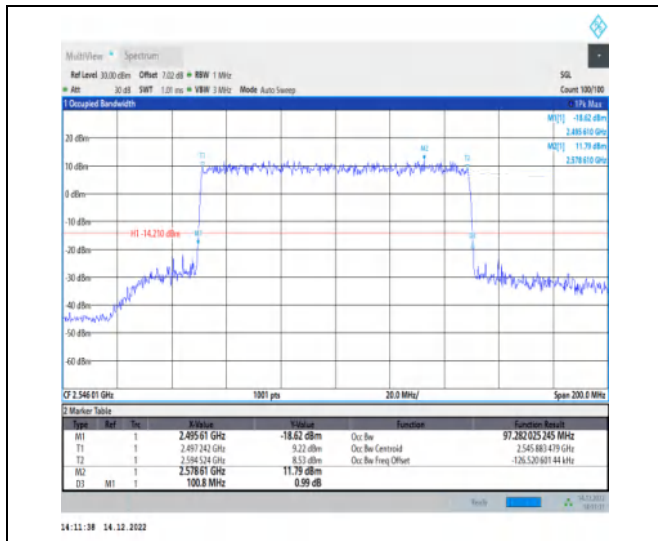 MultiView Spectrum
Ref Level 30.00 dBm Offset 7.02 dB RBW 1 MHz SGL
Att 30 dB SWT 1.01 ms VBW 3 MHz Mode Auto Sweep Count 100/100
1 Occupied Bandwidth 1Pk Max
M1[1] -18.62 dBm
2.495 610 GHz
M2[1] 11.79 dBm
2.578 610 GHz
20 dBm
10 dBm
0 dBm
-10 dBm
-20 dBm
-30 dBm
-40 dBm
-50 dBm
-60 dBm
T1 M2 T2
H1 -14.210 dBm
CF 2.546 01 GHz 1001 pts 20.0 MHz/ Span 200.0 MHz
2 Marker Table
Type Ref Trc X-Value Y-Value Function Function Result
M1 1 2.495 61 GHz -18.62 dBm Occ Bw 97.282 025 245 MHz
T1 1 2.497 242 GHz 9.22 dBm Occ Bw Centroid 2.545 883 479 GHz
T2 1 2.594 524 GHz 8.53 dBm Occ Bw Freq Offset -126.520 601 44 kHz
M2 1 2.578 61 GHz 11.79 dBm
D3 M1 1 100.8 MHz 0.99 dB
Ready
14:11:38 14.12.2022